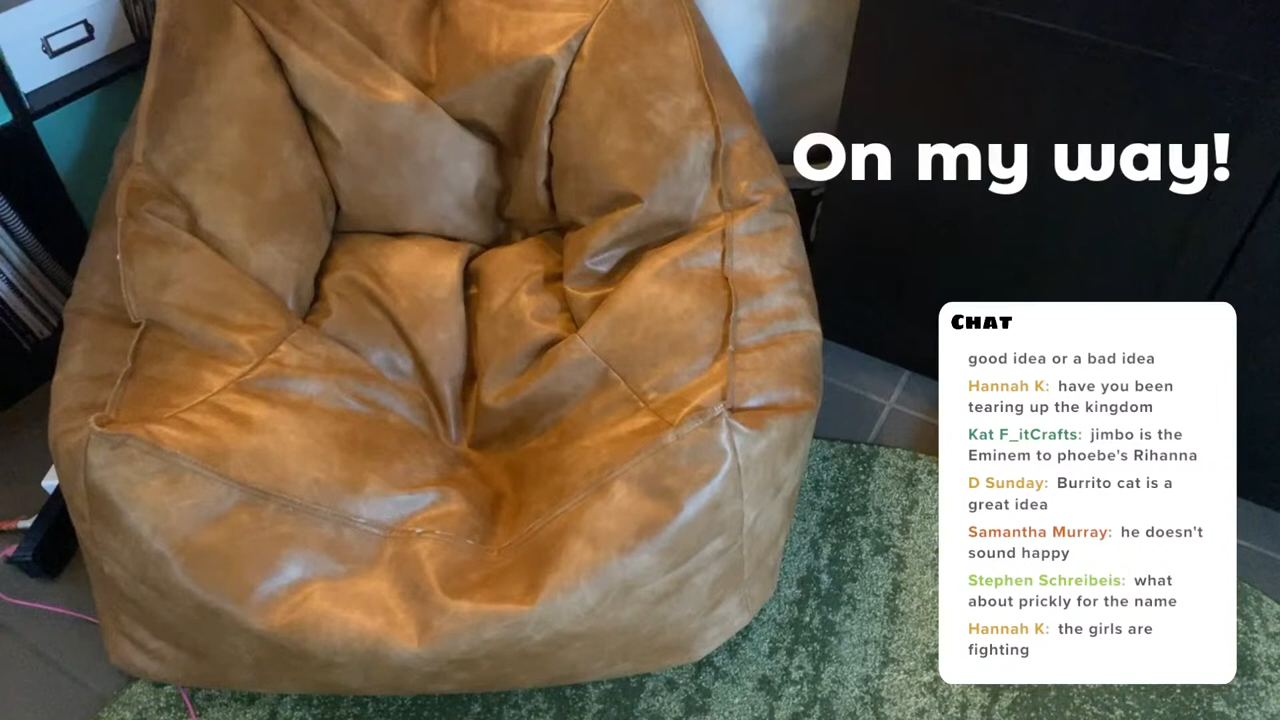 On my way!
Chat
good idea or a bad idea
Hannah K: have you been
tearing up the kingdom
Kat F_itCrafts: jimbo is the
Eminem to phoebe's Rihanna
D Sunday: Burrito cat is a
great idea
Samantha Murray: he doesn't
sound happy
Stephen Schreibeis: what
about prickly for the name
Hannah K: the girls are
fighting